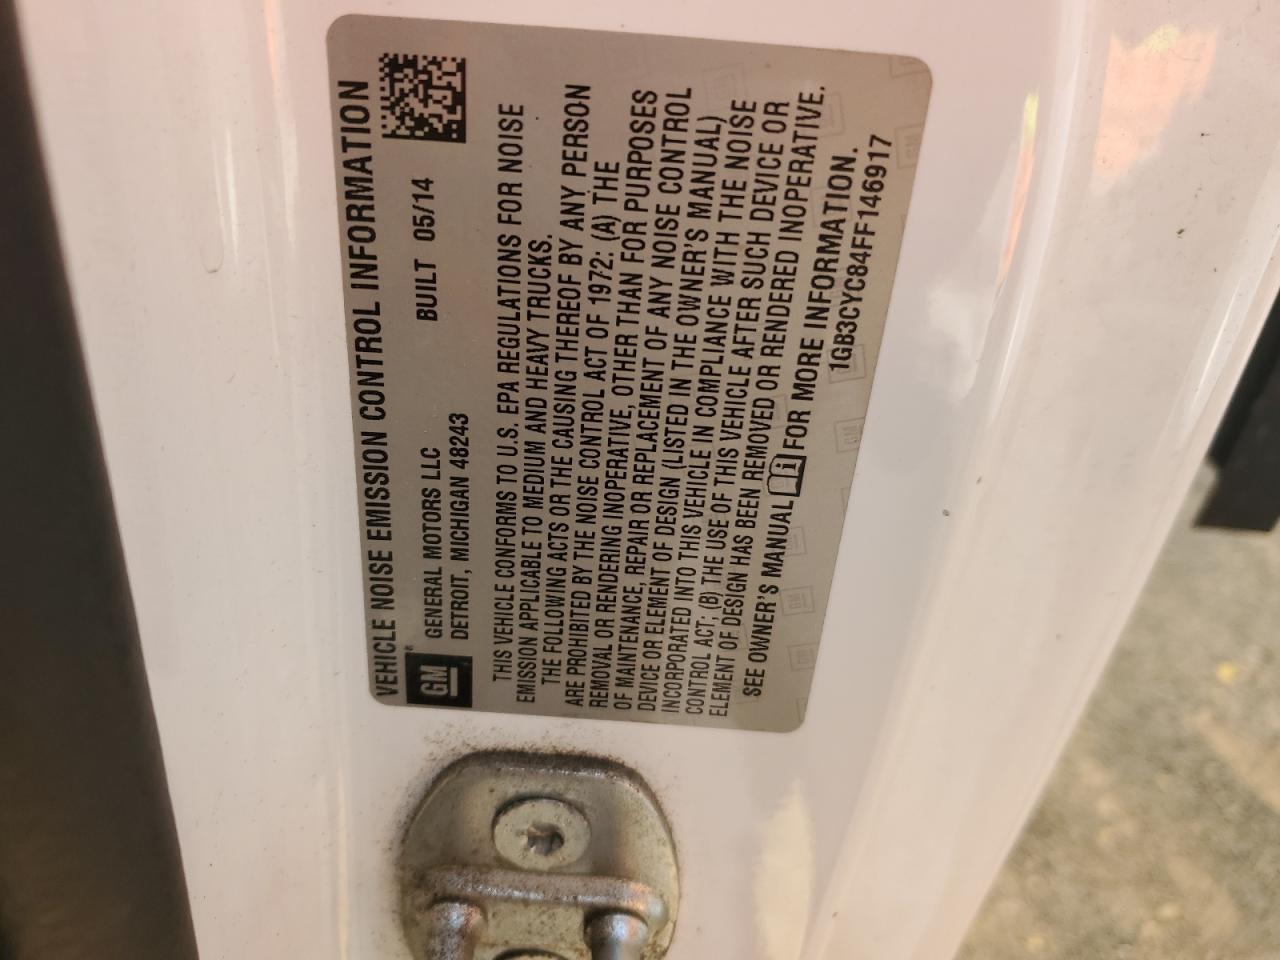 VEHICLE NOISE EMISSION CONTROL INFORMATION
GM®
GENERAL MOTORS LLC
DETROIT, MICHIGAN 48243
BUILT 05/14
THIS VEHICLE CONFORMS TO U.S. EPA REGULATIONS FOR NOISE
EMISSION APPLICABLE TO MEDIUM AND HEAVY TRUCKS.
THE FOLLOWING ACTS OR THE CAUSING THEREOF BY ANY PERSON
ARE PROHIBITED BY THE NOISE CONTROL ACT OF 1972: (A) THE
REMOVAL OR RENDERING INOPERATIVE, OTHER THAN FOR PURPOSES
OF MAINTENANCE, REPAIR OR REPLACEMENT OF ANY NOISE CONTROL
DEVICE OR ELEMENT OF DESIGN (LISTED IN THE OWNER'S MANUAL)
INCORPORATED INTO THIS VEHICLE IN COMPLIANCE WITH THE NOISE
CONTROL ACT; (B) THE USE OF THIS VEHICLE AFTER SUCH DEVICE OR
ELEMENT OF DESIGN HAS BEEN REMOVED OR RENDERED INOPERATIVE.
SEE OWNER'S MANUAL FOR MORE INFORMATION.
1GB3CYC84FF146917